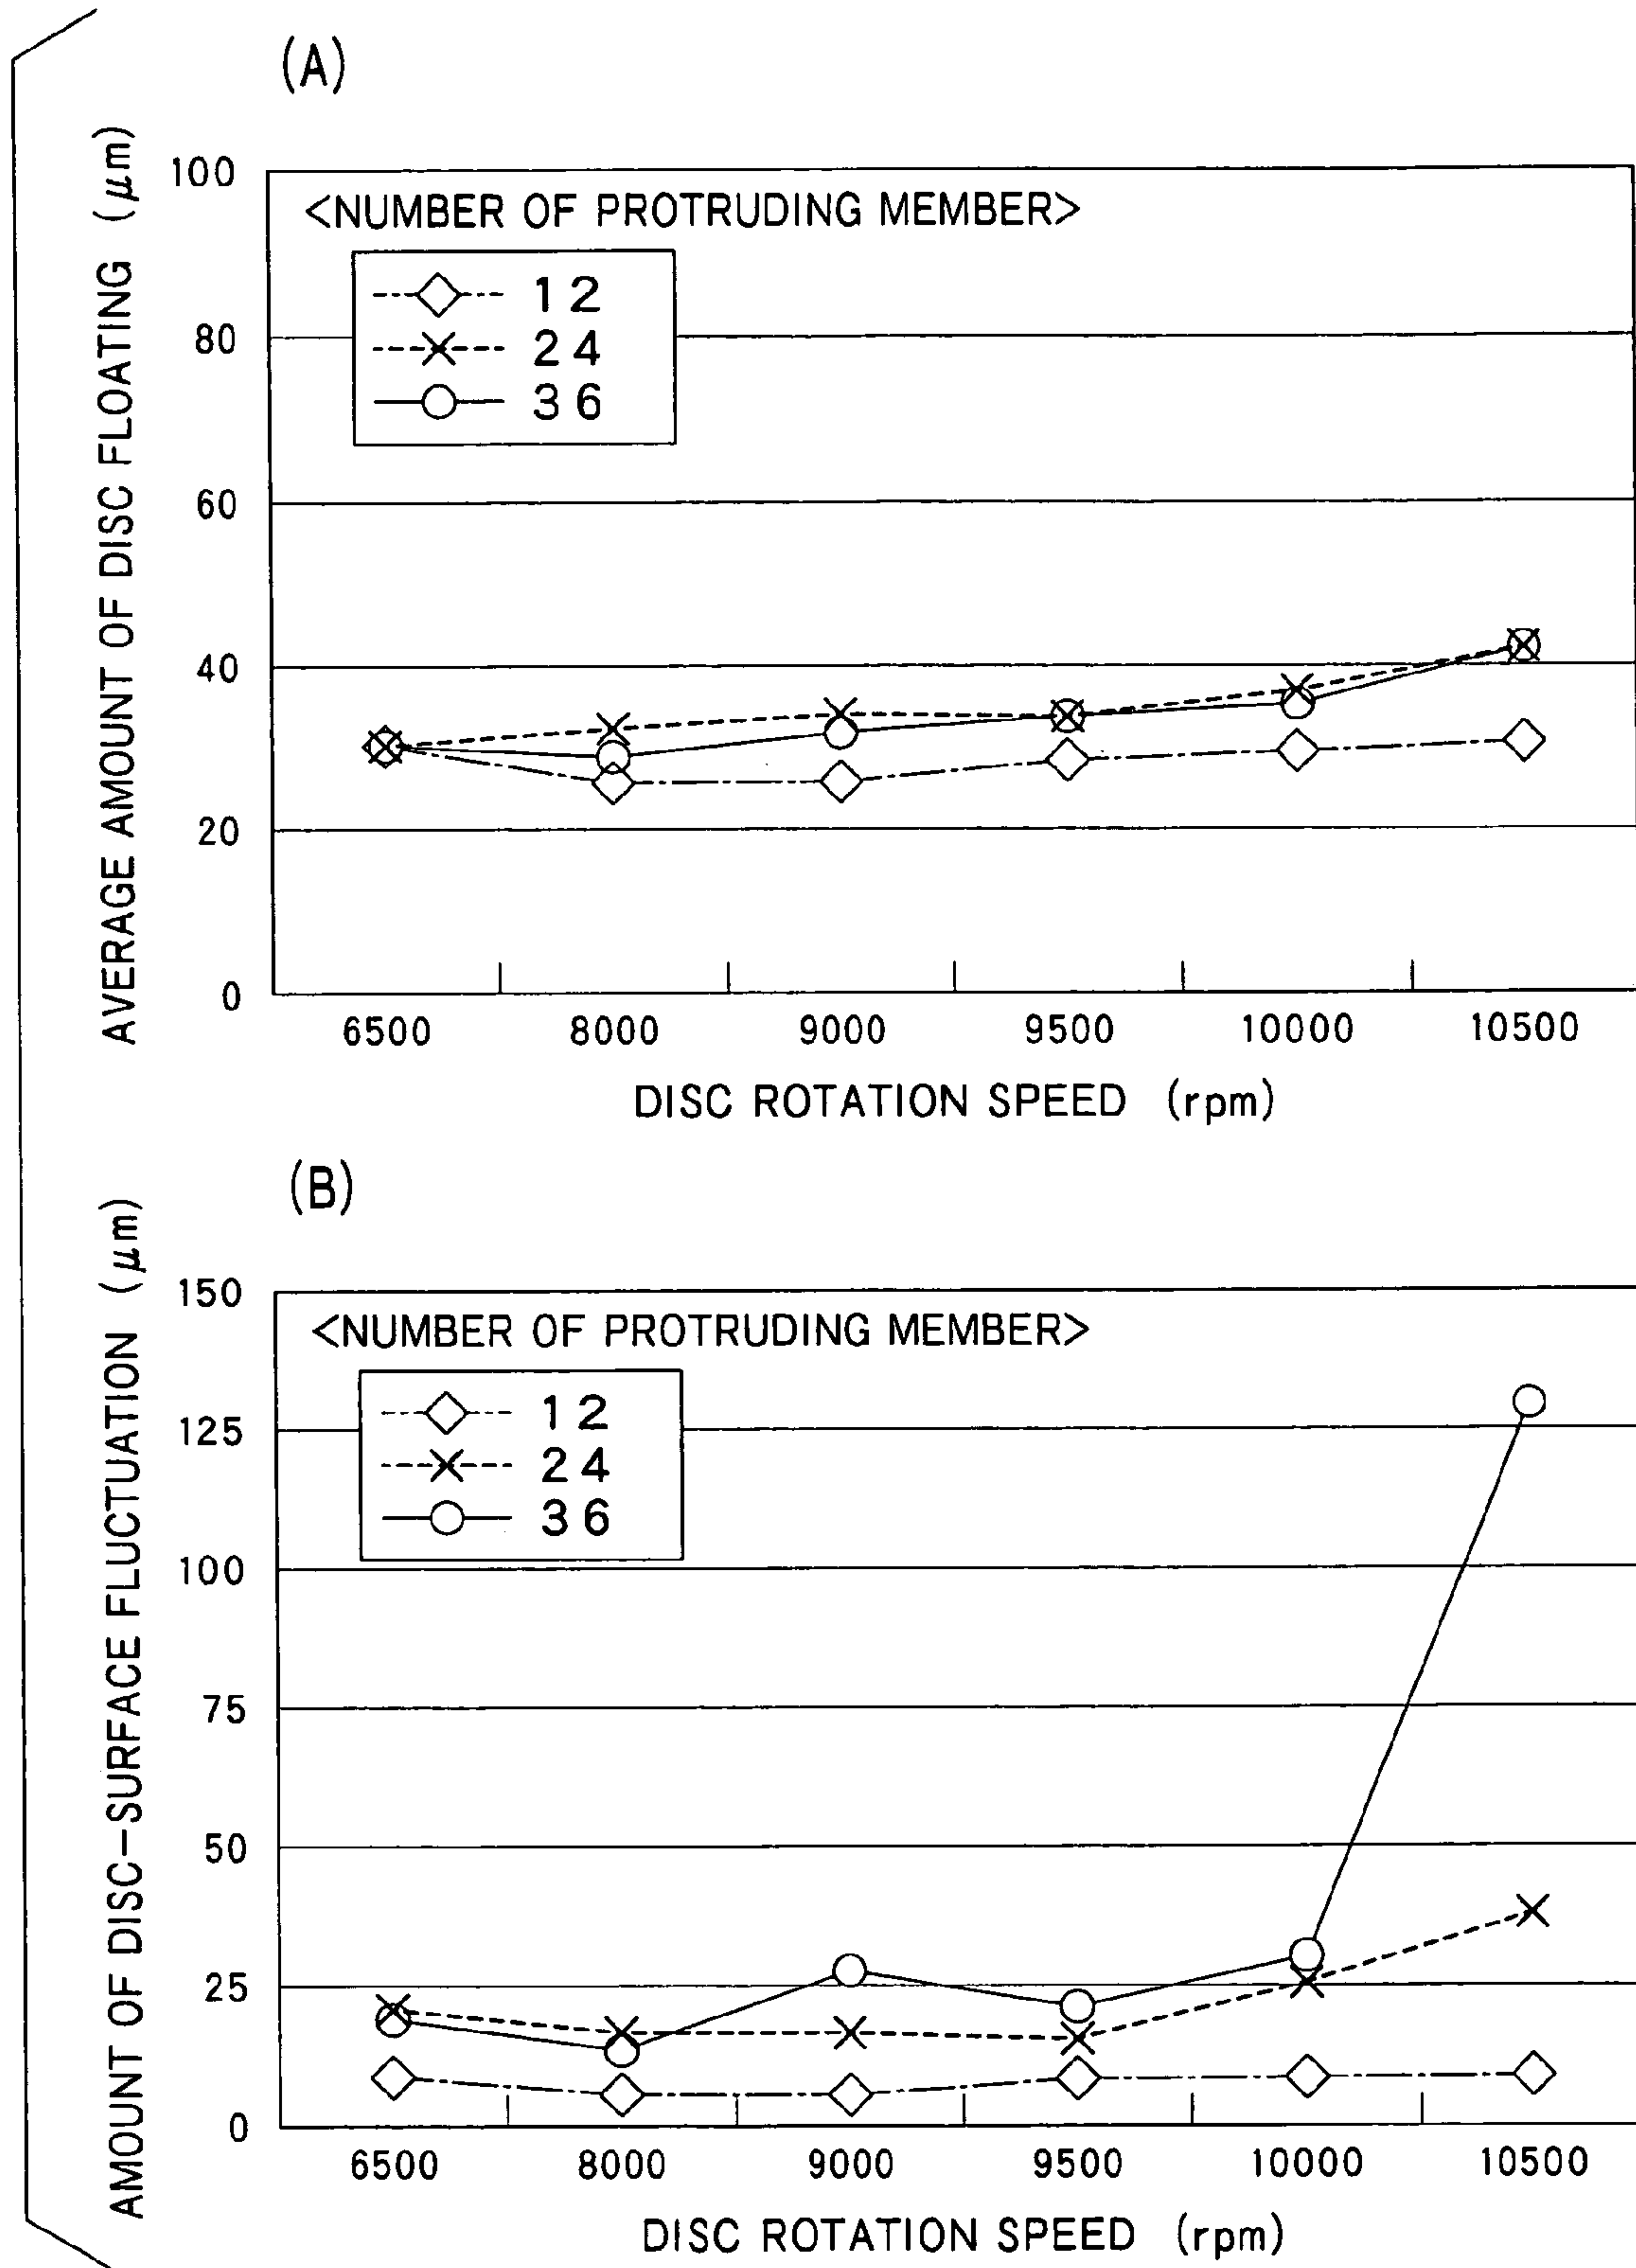 (A)
AVERAGE AMOUNT OF DISC FLOATING (μm)
100
80
60
40
20
0
<NUMBER OF PROTRUDING MEMBER>
12
24
36
6500 8000 9000 9500 10000 10500
DISC ROTATION SPEED (rpm)
(B)
AMOUNT OF DISC-SURFACE FLUCTUATION (μm)
150
125
100
75
50
25
0
<NUMBER OF PROTRUDING MEMBER>
12
24
36
6500 8000 9000 9500 10000 10500
DISC ROTATION SPEED (rpm)